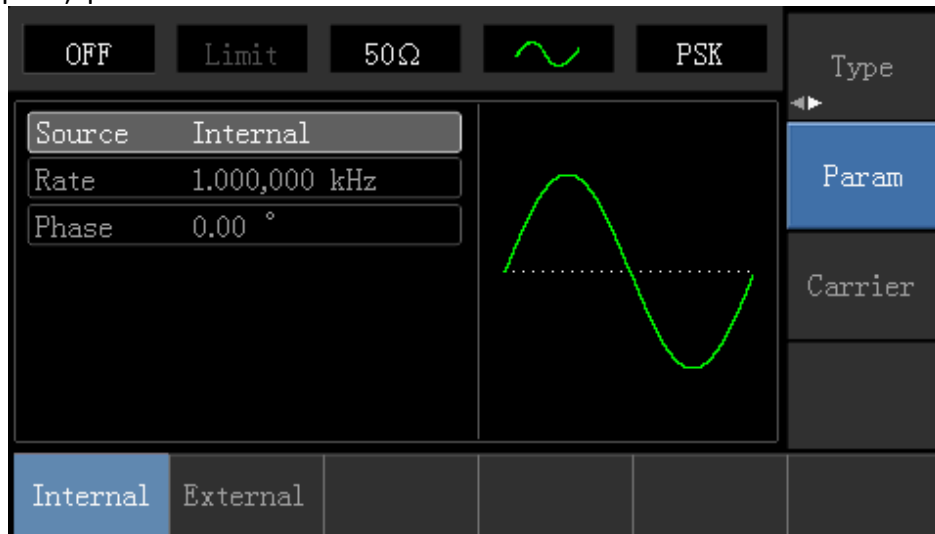 OFF Limit 50Ω PSK Type
Source Internal
Rate 1.000,000 kHz
Phase 0.00 °
Param
Carrier
Internal External